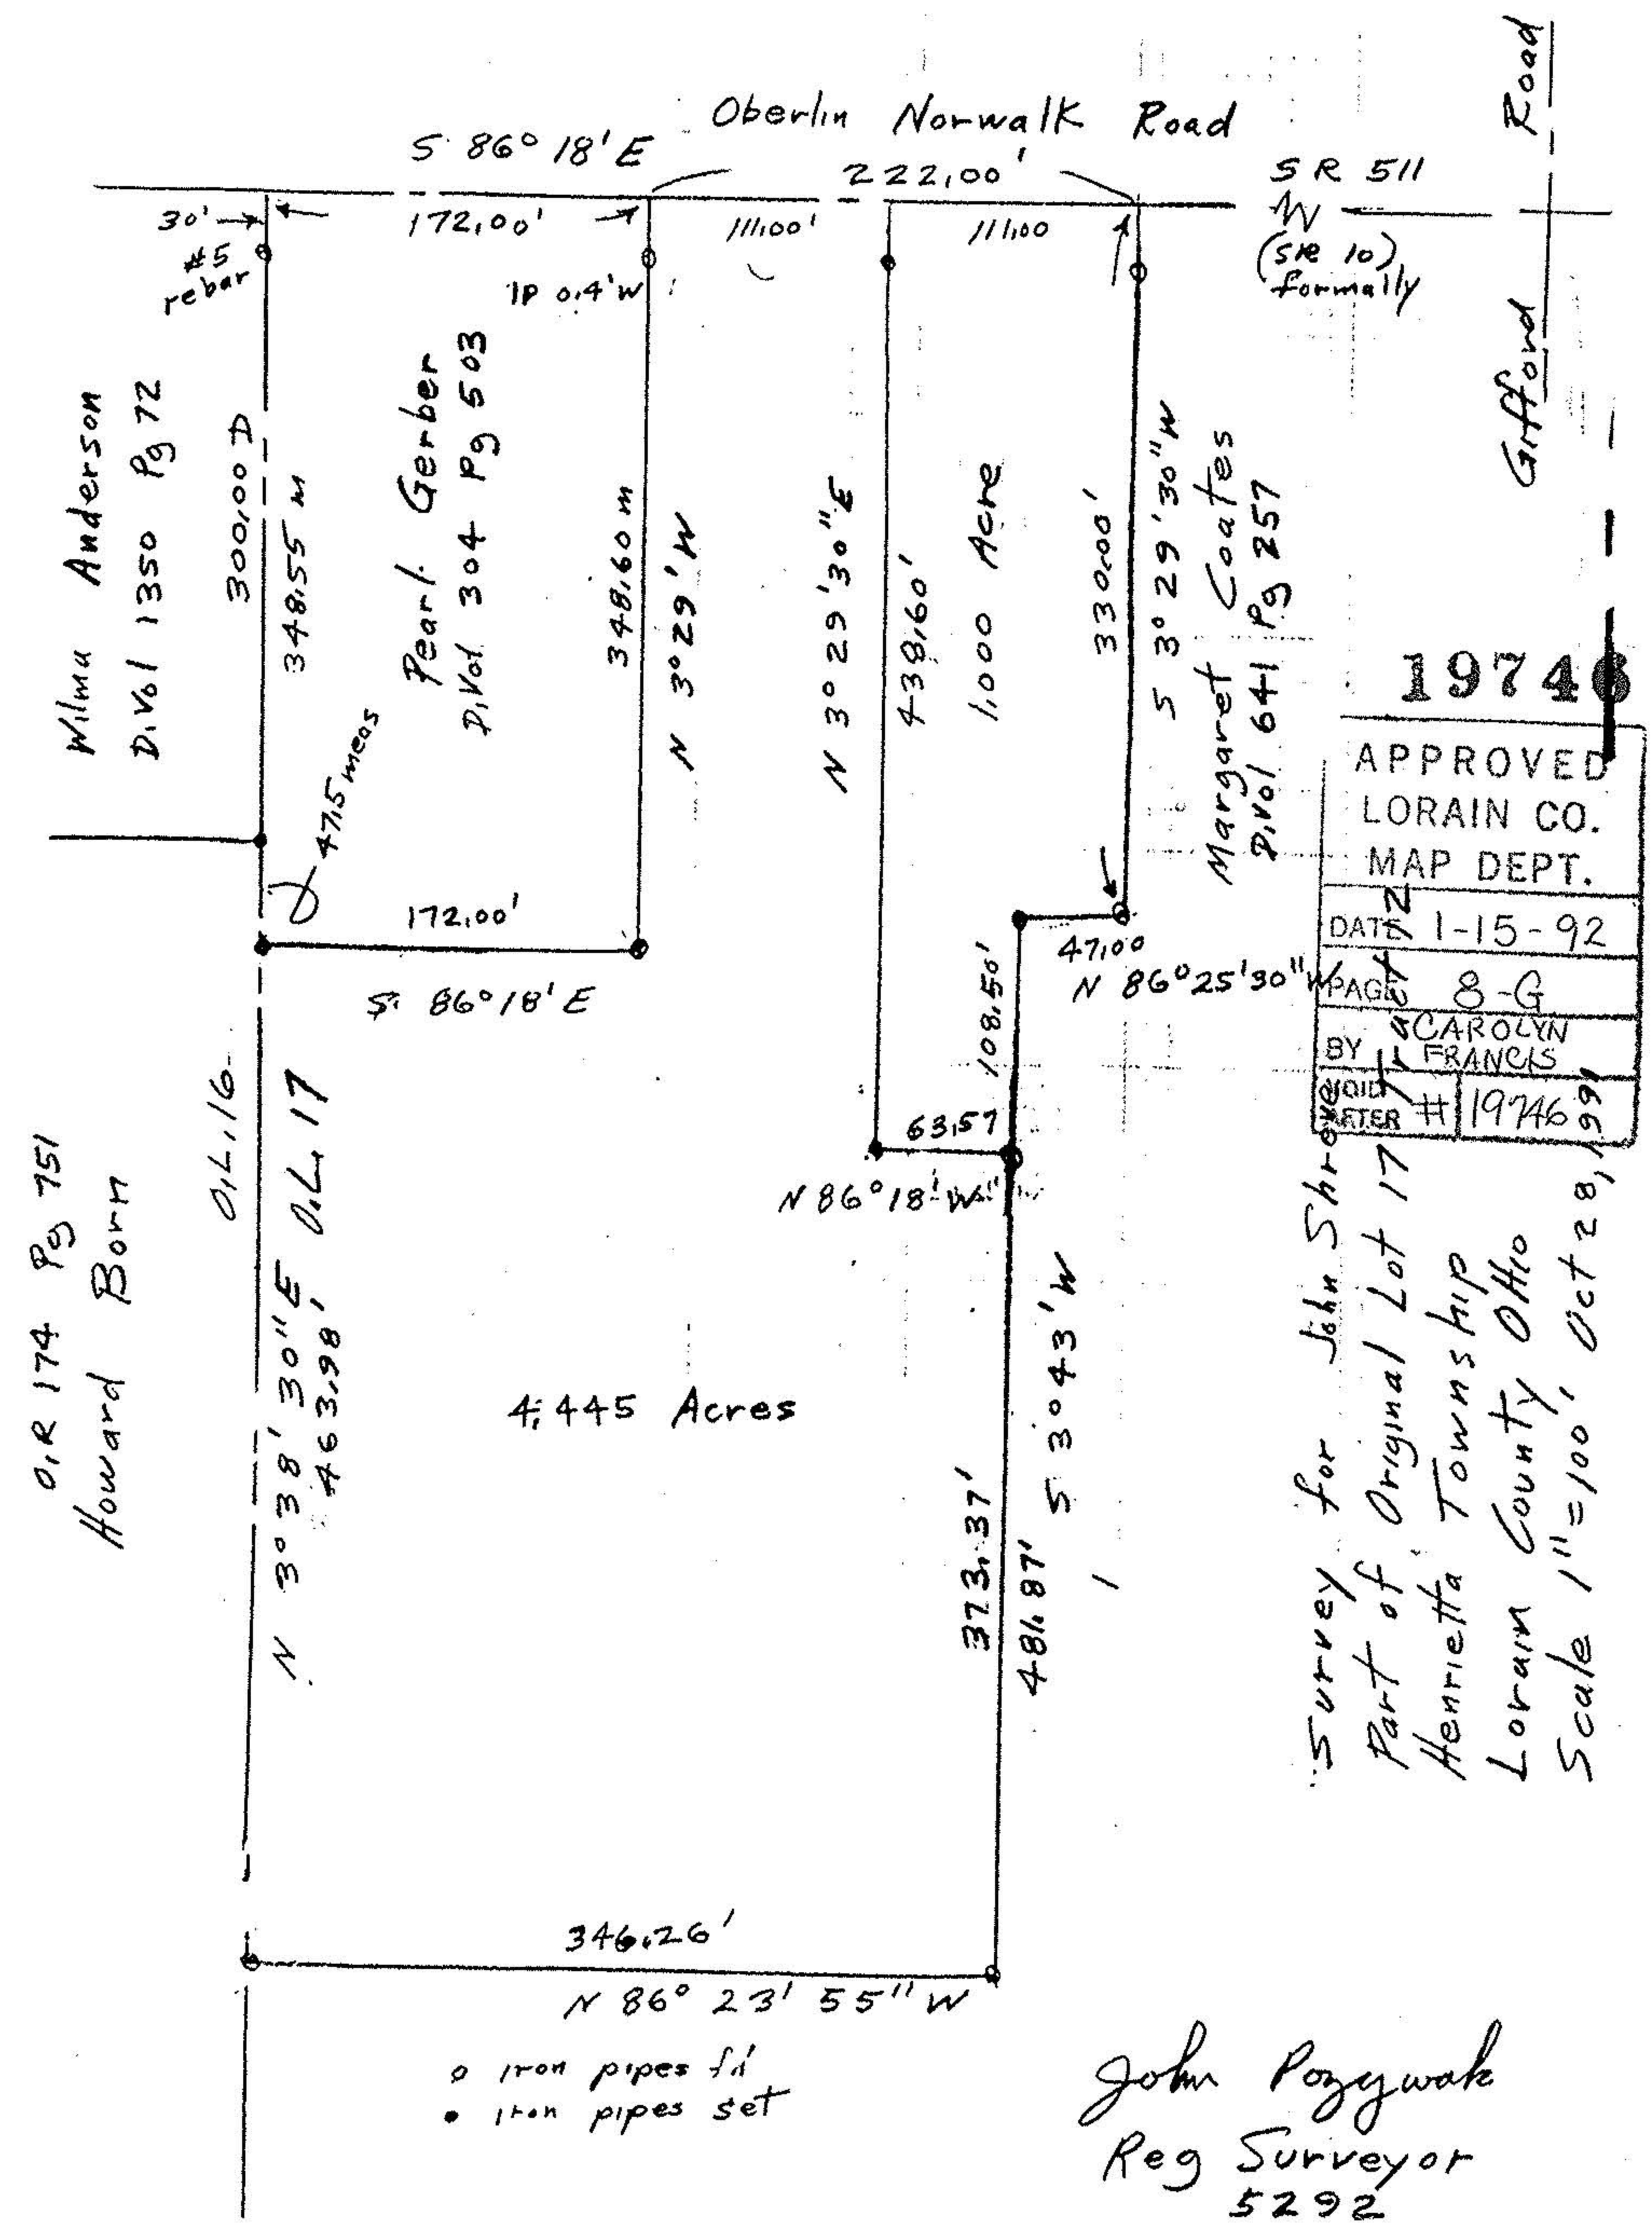 Oberlin Norwalk Road
S 86° 18' E
222.00'
SR 511
W
(SR 10)
formally
Gifford Road
30'
172.00'
111.00'
111.00
#5
rebar
IP 0.4'W
Wilma Anderson
D.Vol 1350 Pg 72
300.00 D
348.55 m
47.5 meas
Pearl Gerber
D.Vol 304 Pg 503
348.60 m
N 3° 29' W
N 3° 29' 30" E
438.60'
1.000 Acre
330.00'
S 3° 29' 30" W
Margaret Coates
D.Vol 641 Pg 257
172.00'
S. 86° 18' E
47.00
N 86° 25' 30" W
108.50'
63.57
N 86° 18' W
19746
APPROVED
LORAIN CO.
MAP DEPT.
DATE 1-15-92
PAGE 8-G
BY CAROLYN
FRANCIS
VOID
AFTER # 19746
O.R 174 Pg 751
Howard Born
O.L. 16
O.L. 17
N 3° 38' 30" E
463.98'
4.445 Acres
373.37'
481.87'
S 3° 43' W
346.26'
N 86° 23' 55" W
Survey for John Shrove
Part of Original Lot 17 Tract 12
Henrietta Township
Lorain County Ohio
Scale 1"=100' Oct 28, 1991
o Iron pipes fd
• Iron pipes set
John Pozywak
Reg Surveyor
5292